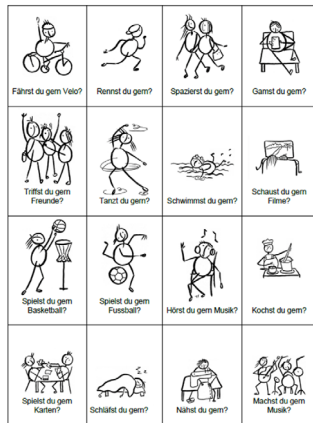 Fährst du gern Velo?
Rennst du gern?
Spazierst du gern?
Gamst du gern?
Triffst du gern
Freunde?
Tanzt du gern?
Schwimmst du gern?
Schaust du gern
Filme?
Spielst du gern
Basketball?
Spielst du gern
Fussball?
Hörst du gern Musik?
Kochst du gern?
Spielst du gern
Karten?
Schläfst du gern?
Nähst du gern?
Machst du gern
Musik?